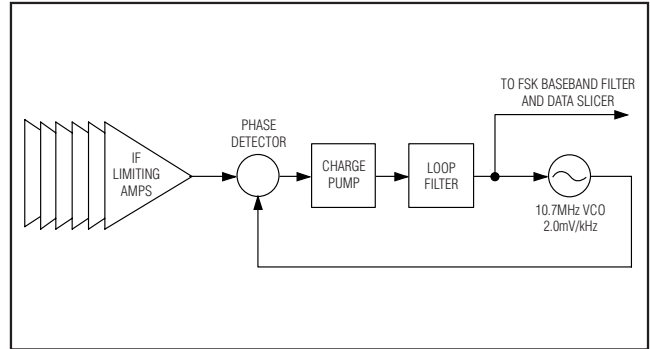 TO FSK BASEBAND FILTER
AND DATA SLICER
PHASE
DETECTOR
IF
LIMITING
AMPS
CHARGE
PUMP
LOOP
FILTER
10.7MHz VCO
2.0mV/kHz